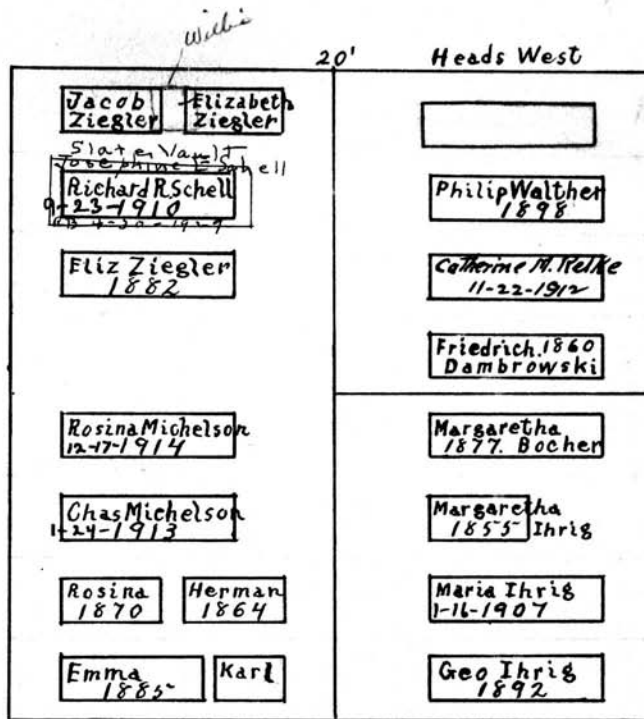 Willie
20' Heads West
Jacob
Ziegler
Elizabeth
Ziegler
Slate Vault
Josephine E Schell
Richard R. Schell
9-23-1910
Philip Walther
1898
Eliz Ziegler
1882
Catherine M. Relke
11-22-1912
Friedrich. 1860
Dambrowski
Rosina Michelson
12-17-1914
Margaretha
1877. Bocher
Chas Michelson
1-24-1913
Margaretha
1855 Ihrig
Rosina
1870
Herman
1864
Maria Ihrig
1-16-1907
Emma
1885
Karl
Geo Ihrig
1892